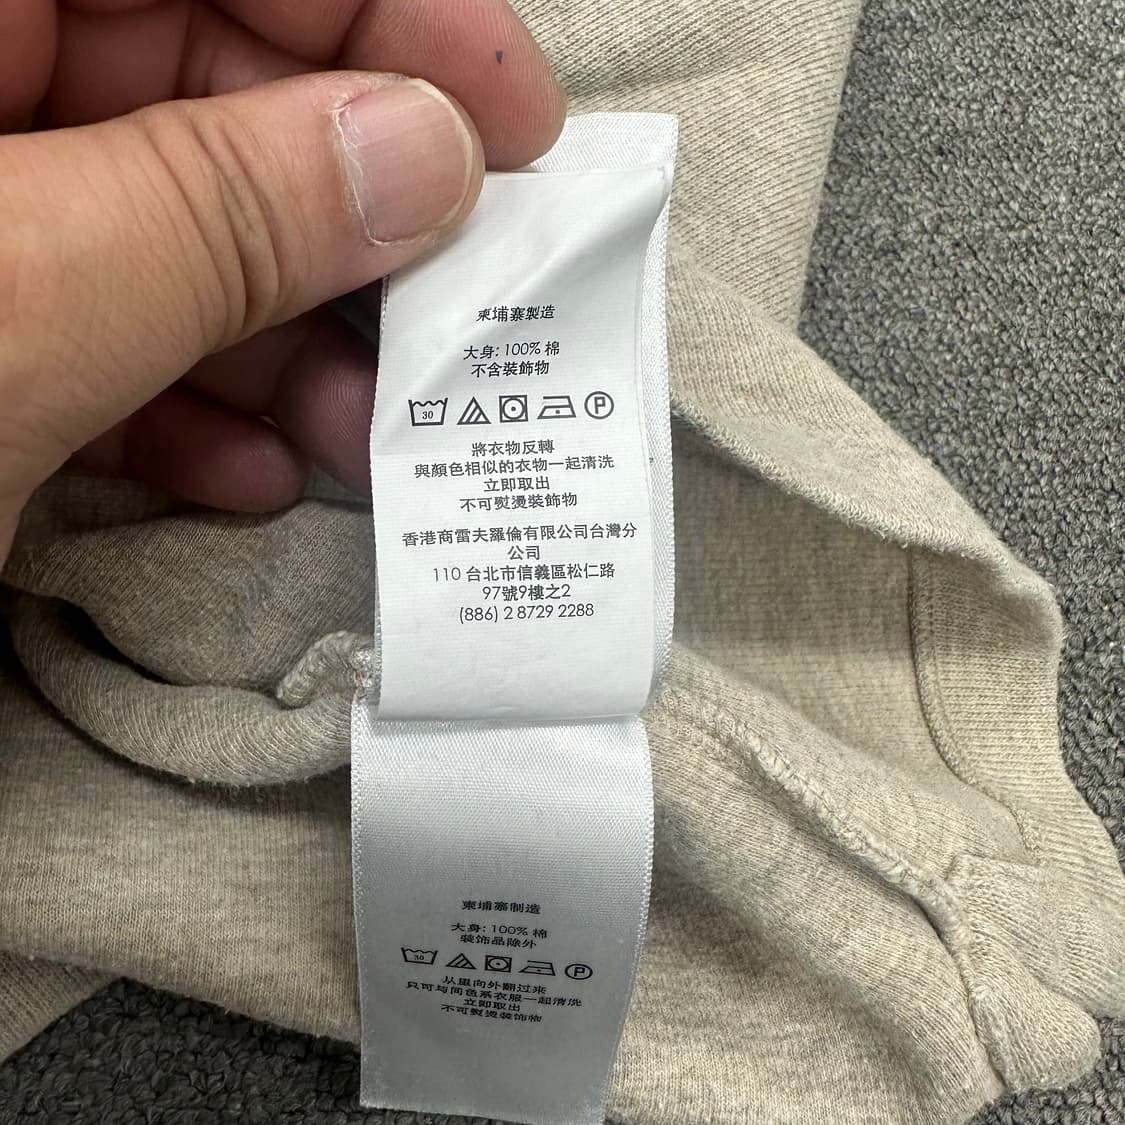 柬埔寨製造
大身: 100% 棉
不含裝飾物
30 P
將衣物反轉
與顏色相似的衣物一起清洗
立即取出
不可熨燙裝飾物
香港商雷夫羅倫有限公司台灣分
公司
110 台北市信義區松仁路
97號9樓之2
(886) 2 8729 2288
柬埔寨制造
大身: 100% 棉
装饰品除外
30 P
从里向外翻过来
只可与同色系衣服一起清洗
立即取出
不可熨烫装饰物